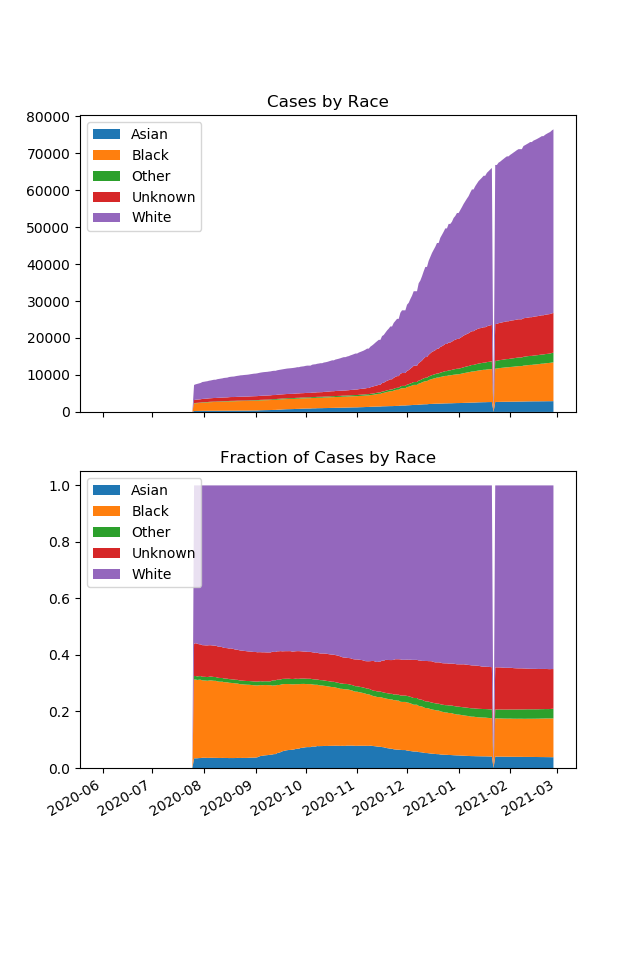 Cases by Race
80000
70000
60000
50000
40000
30000
20000
10000
0
Asian
Black
Other
Unknown
White
Fraction of Cases by Race
1.0
0.8
0.6
0.4
0.2
0.0
Asian
Black
Other
Unknown
White
2020-06
2020-07
2020-08
2020-09
2020-10
2020-11
2020-12
2021-01
2021-02
2021-03